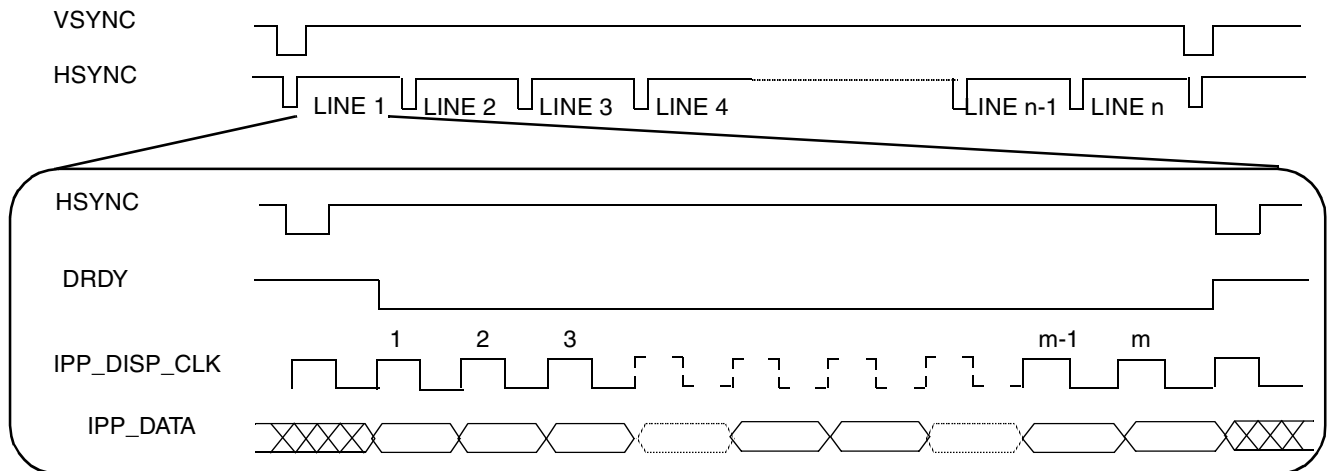 VSYNC
HSYNC
LINE 1 LINE 2 LINE 3 LINE 4 LINE n-1 LINE n
HSYNC
DRDY
1 2 3 m-1 m
IPP_DISP_CLK
IPP_DATA